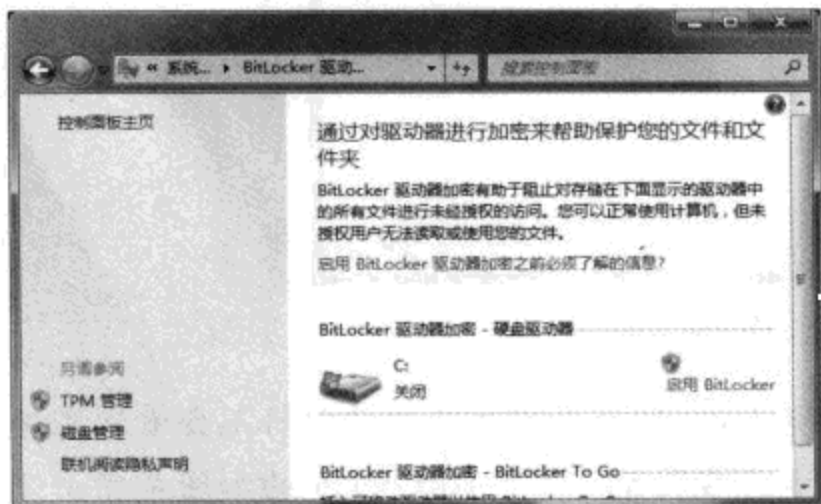 « 系统... ▸ BitLocker 驱动...
搜索控制面板
控制面板主页
通过对驱动器进行加密来帮助保护您的文件和文
件夹
BitLocker 驱动器加密有助于阻止对存储在下面显示的驱动器中
的所有文件进行未经授权的访问。您可以正常使用计算机，但未
授权用户无法读取或使用您的文件。
启用 BitLocker 驱动器加密之前必须了解的信息?
BitLocker 驱动器加密 - 硬盘驱动器
C:
关闭
启用 BitLocker
另请参阅
TPM 管理
磁盘管理
联机阅读隐私声明
BitLocker 驱动器加密 - BitLocker To Go